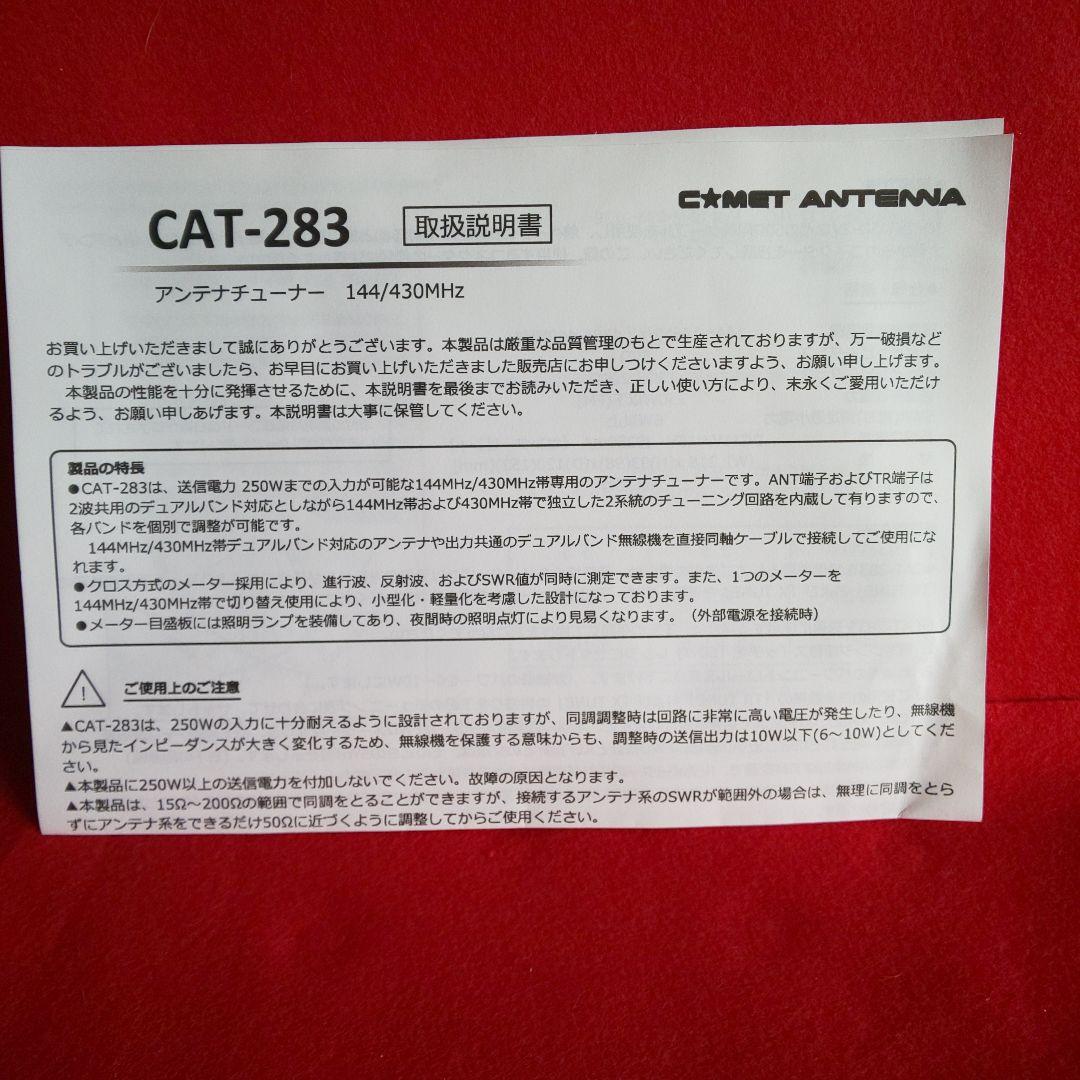 C★MET ANTENNA
CAT-283 取扱説明書
アンテナチューナー 144/430MHz
お買い上げいただきまして誠にありがとうございます。本製品は厳重な品質管理のもとで生産されておりますが、万一破損など
のトラブルがございましたら、お早目にお買い上げいただきました販売店にお申しつけくださいますよう、お願い申し上げます。
本製品の性能を十分に発揮させるために、本説明書を最後までお読みいただき、正しい使い方により、末永くご愛用いただけ
るよう、お願い申しあげます。本説明書は大事に保管してください。
製品の特長
●CAT-283は、送信電力 250Wまでの入力が可能な144MHz/430MHz帯専用のアンテナチューナーです。ANT端子およびTR端子は
2波共用のデュアルバンド対応としながら144MHz帯および430MHz帯で独立した2系統のチューニング回路を内蔵して有りますので、
各バンドを個別で調整が可能です。
144MHz/430MHz帯デュアルバンド対応のアンテナや出力共通のデュアルバンド無線機を直接同軸ケーブルで接続してご使用にな
れます。
●クロス方式のメーター採用により、進行波、反射波、およびSWR値が同時に測定できます。また、1つのメーターを
144MHz/430MHz帯で切り替え使用により、小型化・軽量化を考慮した設計になっております。
●メーター目盛板には照明ランプを装備してあり、夜間時の照明点灯により見易くなります。（外部電源を接続時）
ご使用上のご注意
▲CAT-283は、250Wの入力に十分耐えるように設計されておりますが、同調調整時は回路に非常に高い電圧が発生したり、無線機
から見たインピーダンスが大きく変化するため、無線機を保護する意味からも、調整時の送信出力は10W以下(6～10W)としてくだ
さい。
▲本製品に250W以上の送信電力を付加しないでください。故障の原因となります。
▲本製品は、15Ω～200Ωの範囲で同調をとることができますが、接続するアンテナ系のSWRが範囲外の場合は、無理に同調をとら
ずにアンテナ系をできるだけ50Ωに近づくように調整してからご使用ください。